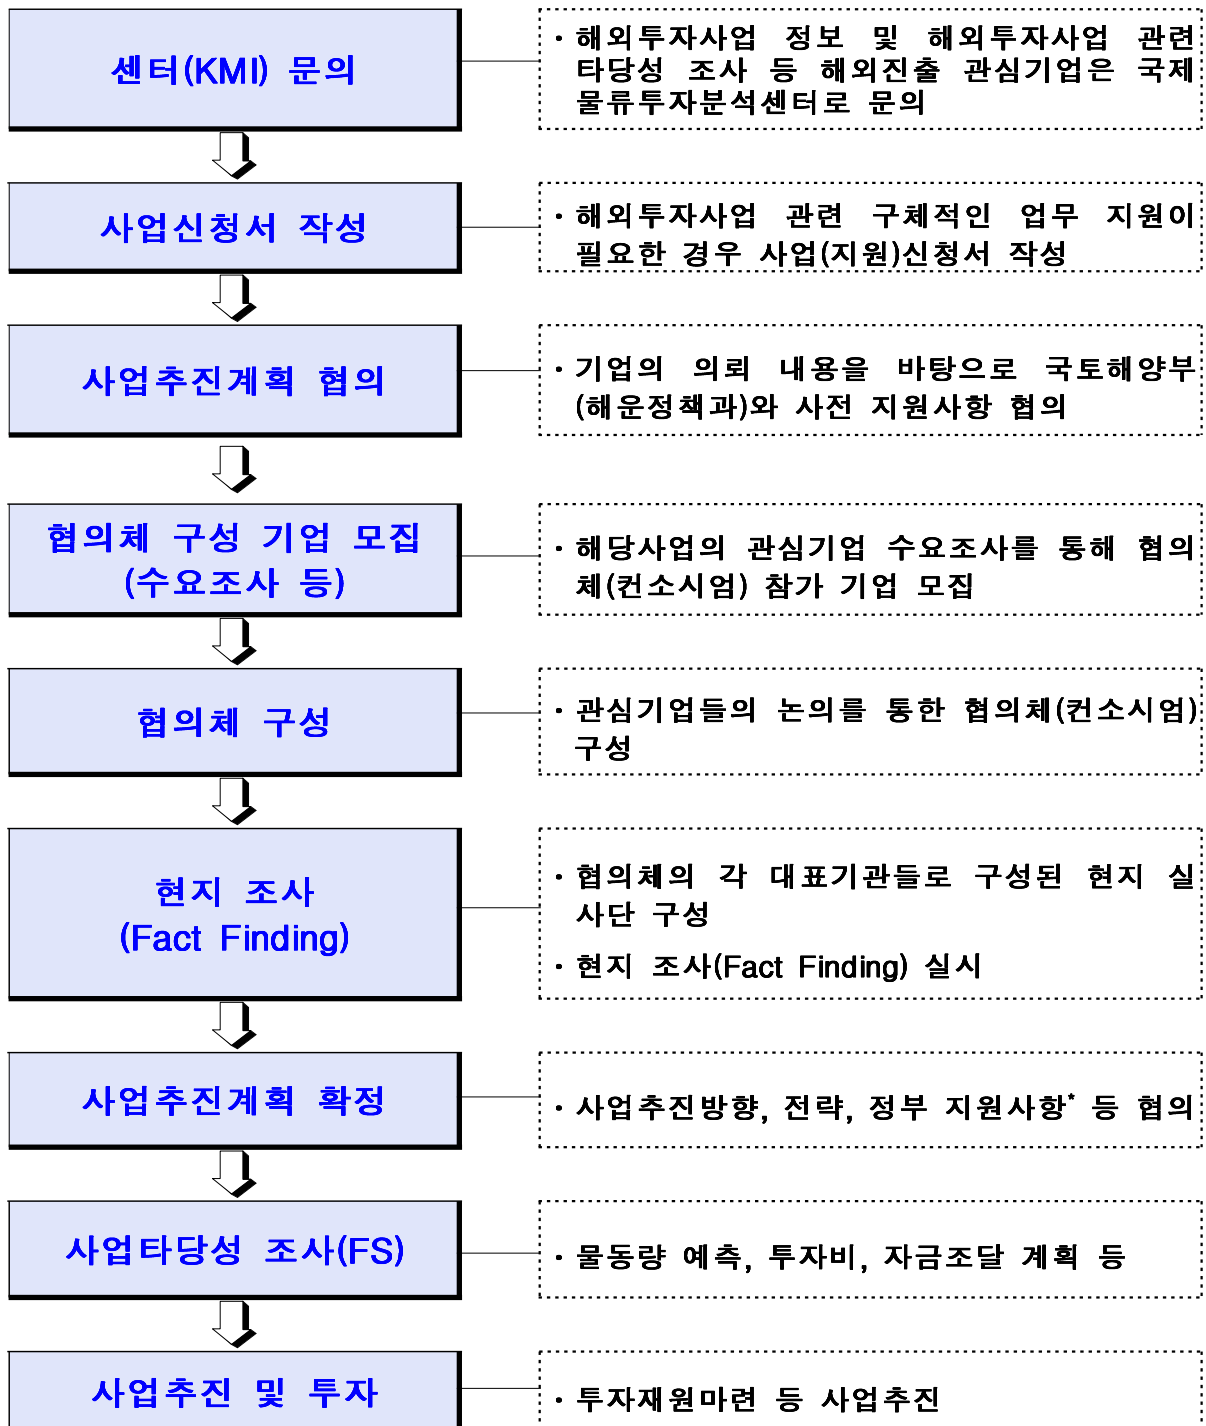 센터(KMI) 문의
· 해외투자사업 정보 및 해외투자사업 관련
타당성 조사 등 해외진출 관심기업은 국제
물류투자분석센터로 문의
사업신청서 작성
· 해외투자사업 관련 구체적인 업무 지원이
필요한 경우 사업(지원)신청서 작성
사업추진계획 협의
· 기업의 의뢰 내용을 바탕으로 국토해양부
(해운정책과)와 사전 지원사항 협의
협의체 구성 기업 모집
(수요조사 등)
· 해당사업의 관심기업 수요조사를 통해 협의
체(컨소시엄) 참가 기업 모집
협의체 구성
· 관심기업들의 논의를 통한 협의체(컨소시엄)
구성
현지 조사
(Fact Finding)
· 협의체의 각 대표기관들로 구성된 현지 실
사단 구성
· 현지 조사(Fact Finding) 실시
사업추진계획 확정
· 사업추진방향, 전략, 정부 지원사항* 등 협의
사업타당성 조사(FS)
· 물동량 예측, 투자비, 자금조달 계획 등
사업추진 및 투자
· 투자재원마련 등 사업추진